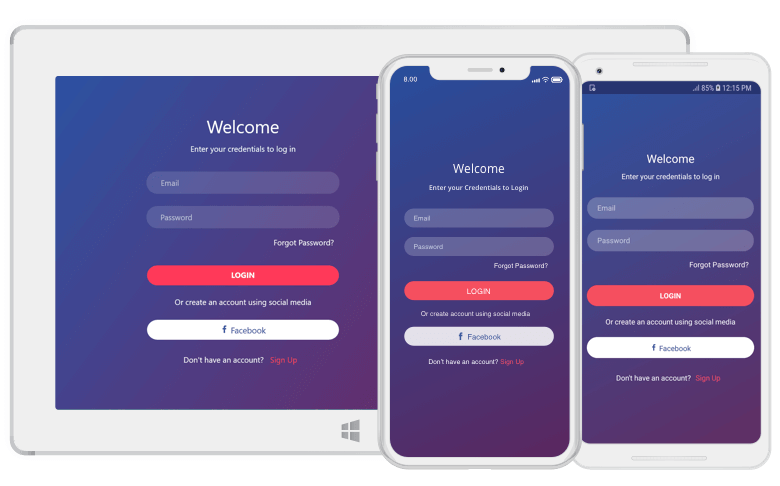 Welcome
Enter your credentials to log in
Email
Password
Forgot Password?
LOGIN
Or create an account using social media
f Facebook
Don't have an account? Sign Up
8.00
Welcome
Enter your Credentials to Login
Email
Password
Forgot Password?
LOGIN
Or create account using social media
f Facebook
Don't have an account? Sign Up
85% 12:15 PM
Welcome
Enter your credentials to log in
Email
Password
Forgot Password?
LOGIN
Or create an account using social media
f Facebook
Don't have an account? Sign Up